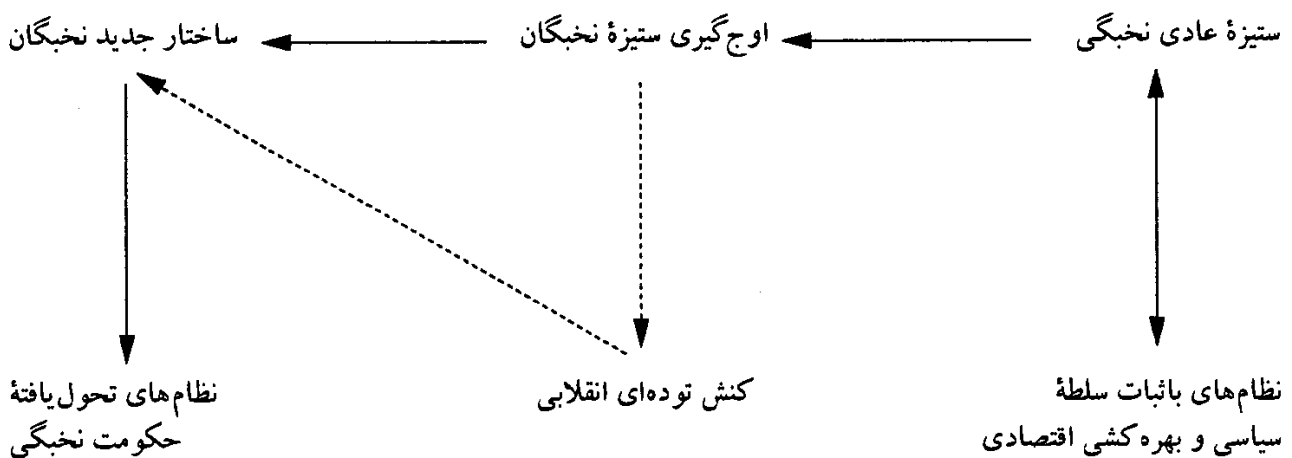 ستیزهٔ عادی نخبگی
اوج‌گیری ستیزهٔ نخبگان
ساختار جدید نخبگان
نظام‌های باثبات سلطهٔ
سیاسی و بهره‌کشی اقتصادی
کنش توده‌ای انقلابی
نظام‌های تحول‌یافتهٔ
حکومت نخبگی